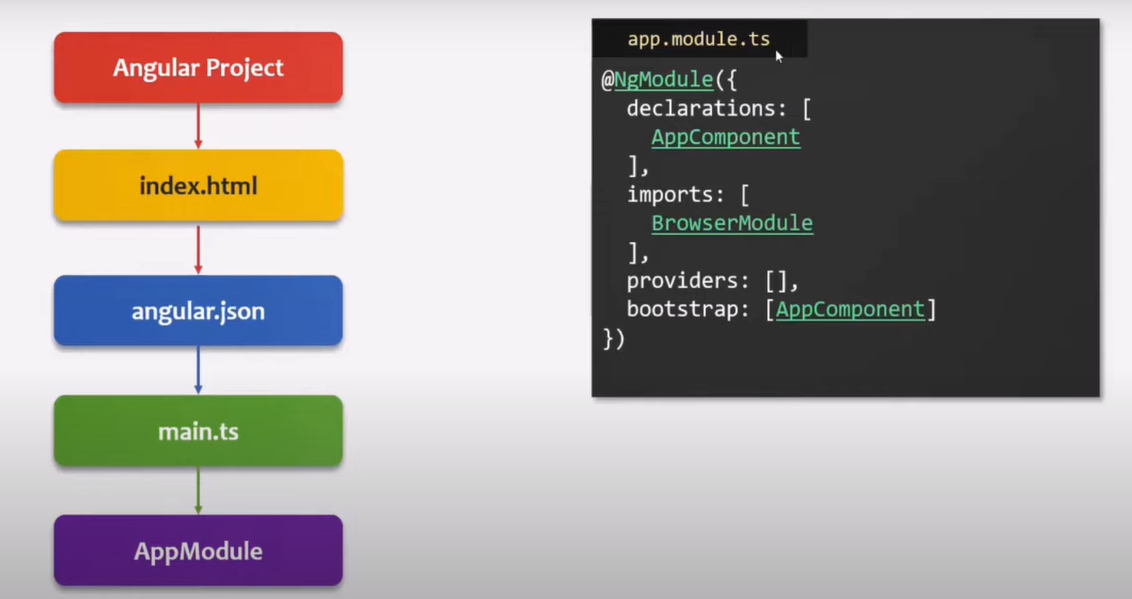 Angular Project
index.html
angular.json
main.ts
AppModule
app.module.ts
@NgModule({
declarations: [
AppComponent
],
imports: [
BrowserModule
],
providers: [],
bootstrap: [AppComponent]
})